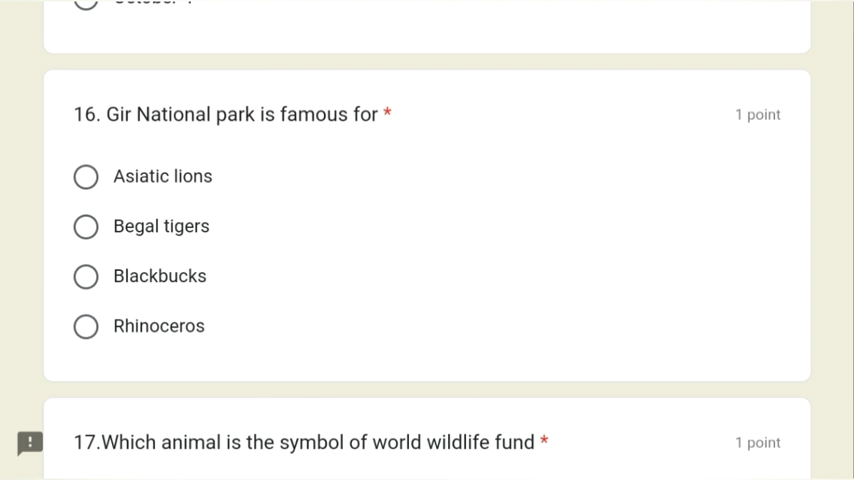 16. Gir National park is famous for *
1 point
Asiatic lions
Begal tigers
Blackbucks
Rhinoceros
17.Which animal is the symbol of world wildlife fund *
1 point